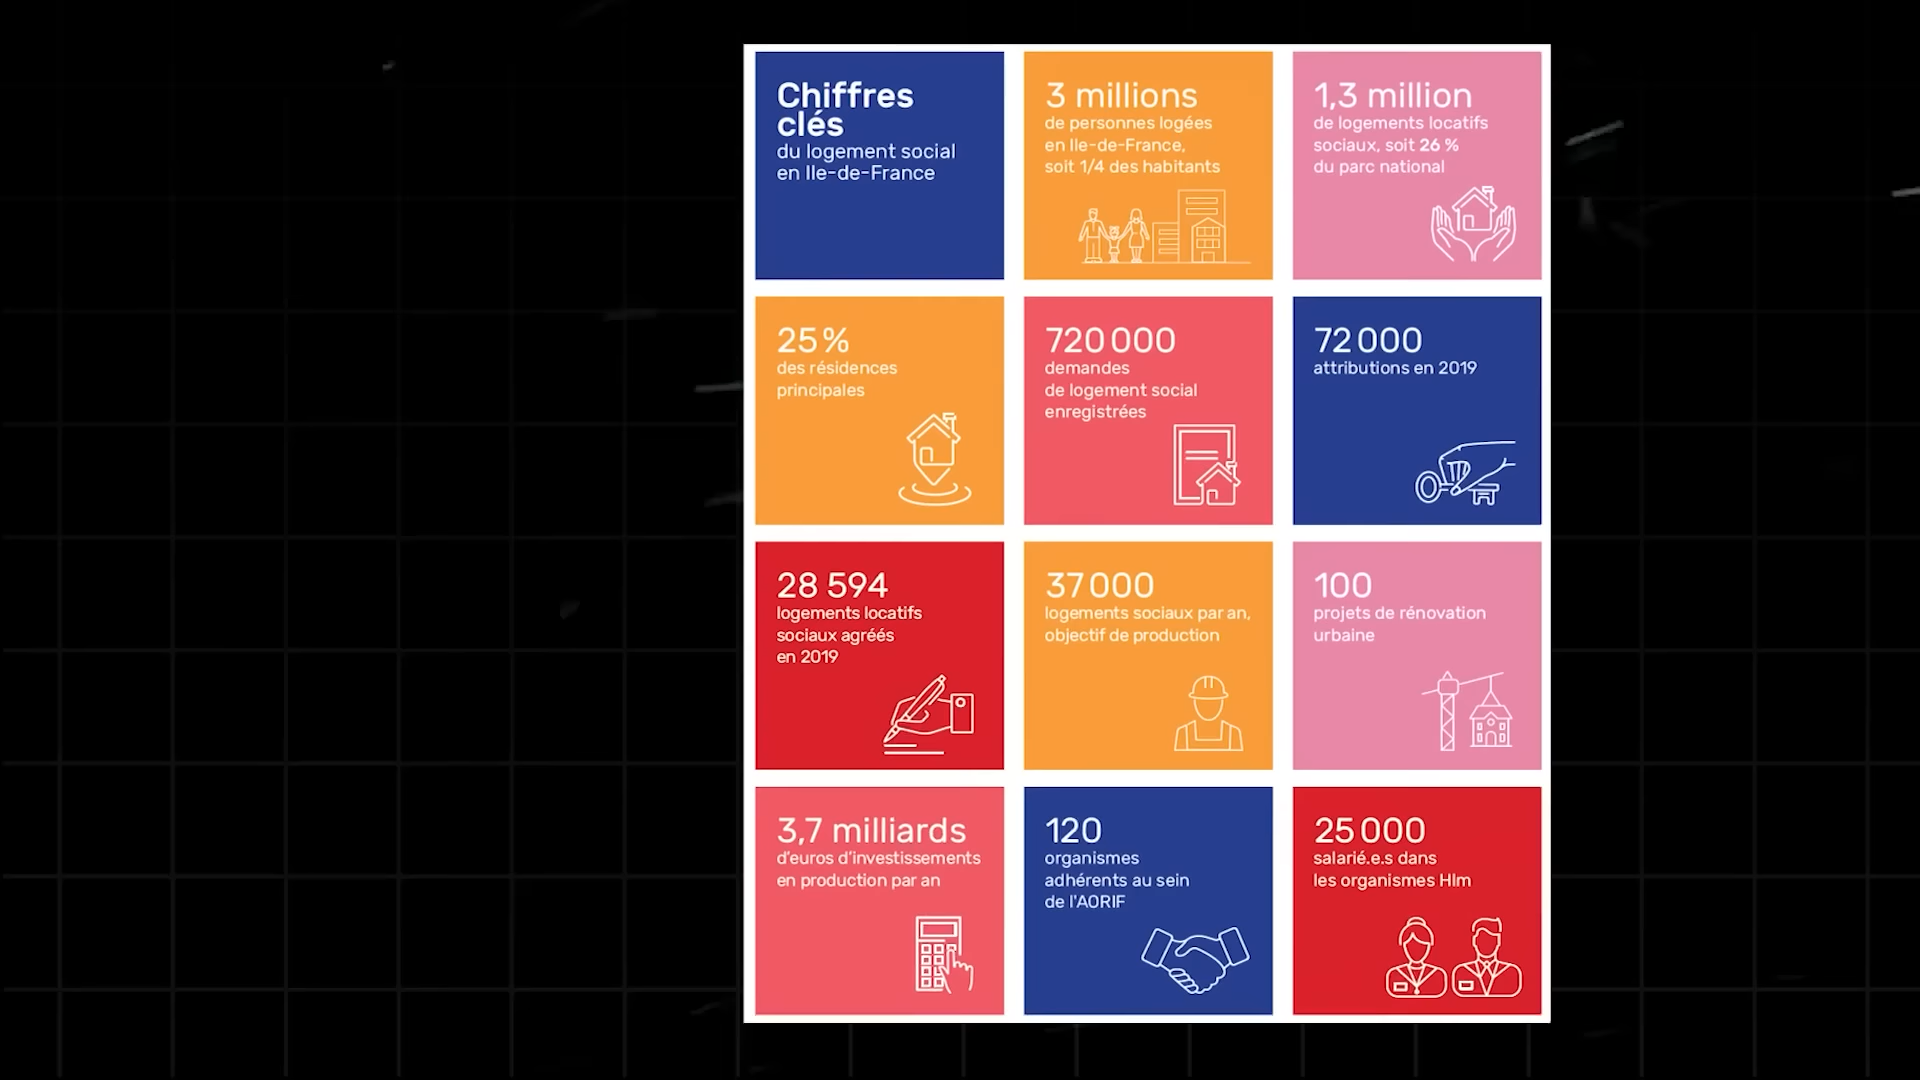 Chiffres
clés
du logement social
en Ile-de-France
3 millions
de personnes logées
en Ile-de-France,
soit 1/4 des habitants
1,3 million
de logements locatifs
sociaux, soit 26 %
du parc national
25 %
des résidences
principales
720 000
demandes
de logement social
enregistrées
72 000
attributions en 2019
28 594
logements locatifs
sociaux agréés
en 2019
37 000
logements sociaux par an,
objectif de production
100
projets de rénovation
urbaine
3,7 milliards
d'euros d'investissements
en production par an
120
organismes
adhérents au sein
de l'AORIF
25 000
salarié.e.s dans
les organismes Hlm